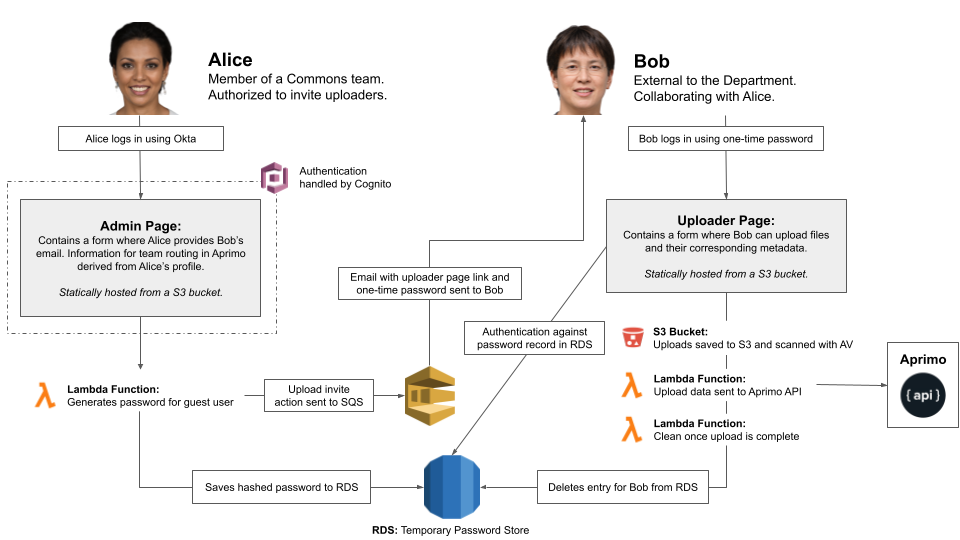 Alice
Member of a Commons team.
Authorized to invite uploaders.
Bob
External to the Department.
Collaborating with Alice.
Alice logs in using Okta
Bob logs in using one-time password
Authentication
handled by Cognito
Admin Page:
Contains a form where Alice provides Bob's
email. Information for team routing in Aprimo
derived from Alice's profile.
Statically hosted from a S3 bucket.
Uploader Page:
Contains a form where Bob can upload files
and their corresponding metadata.
Statically hosted from a S3 bucket.
Email with uploader page link and
one-time password sent to Bob
Authentication against
password record in RDS
S3 Bucket:
Uploads saved to S3 and scanned with AV
Lambda Function:
Generates password for guest user
Upload invite
action sent to SQS
Lambda Function:
Upload data sent to Aprimo API
Aprimo
{api}
Lambda Function:
Clean once upload is complete
Saves hashed password to RDS
Deletes entry for Bob from RDS
RDS: Temporary Password Store